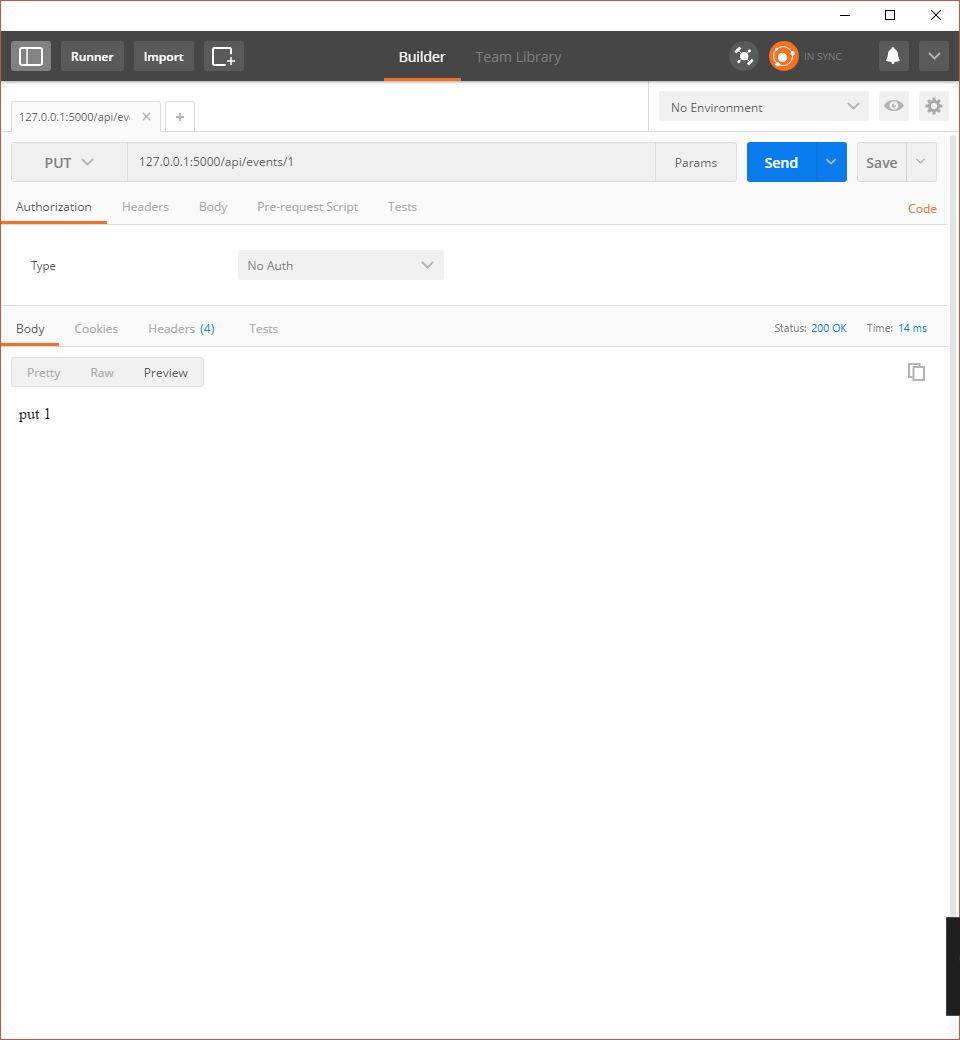 Runner Import Builder Team Library IN SYNC
127.0.0.1:5000/api/ev No Environment
PUT 127.0.0.1:5000/api/events/1 Params Send Save
Authorization Headers Body Pre-request Script Tests Code
Type No Auth
Body Cookies Headers (4) Tests Status: 200 OK Time: 14 ms
Pretty Raw Preview
put 1